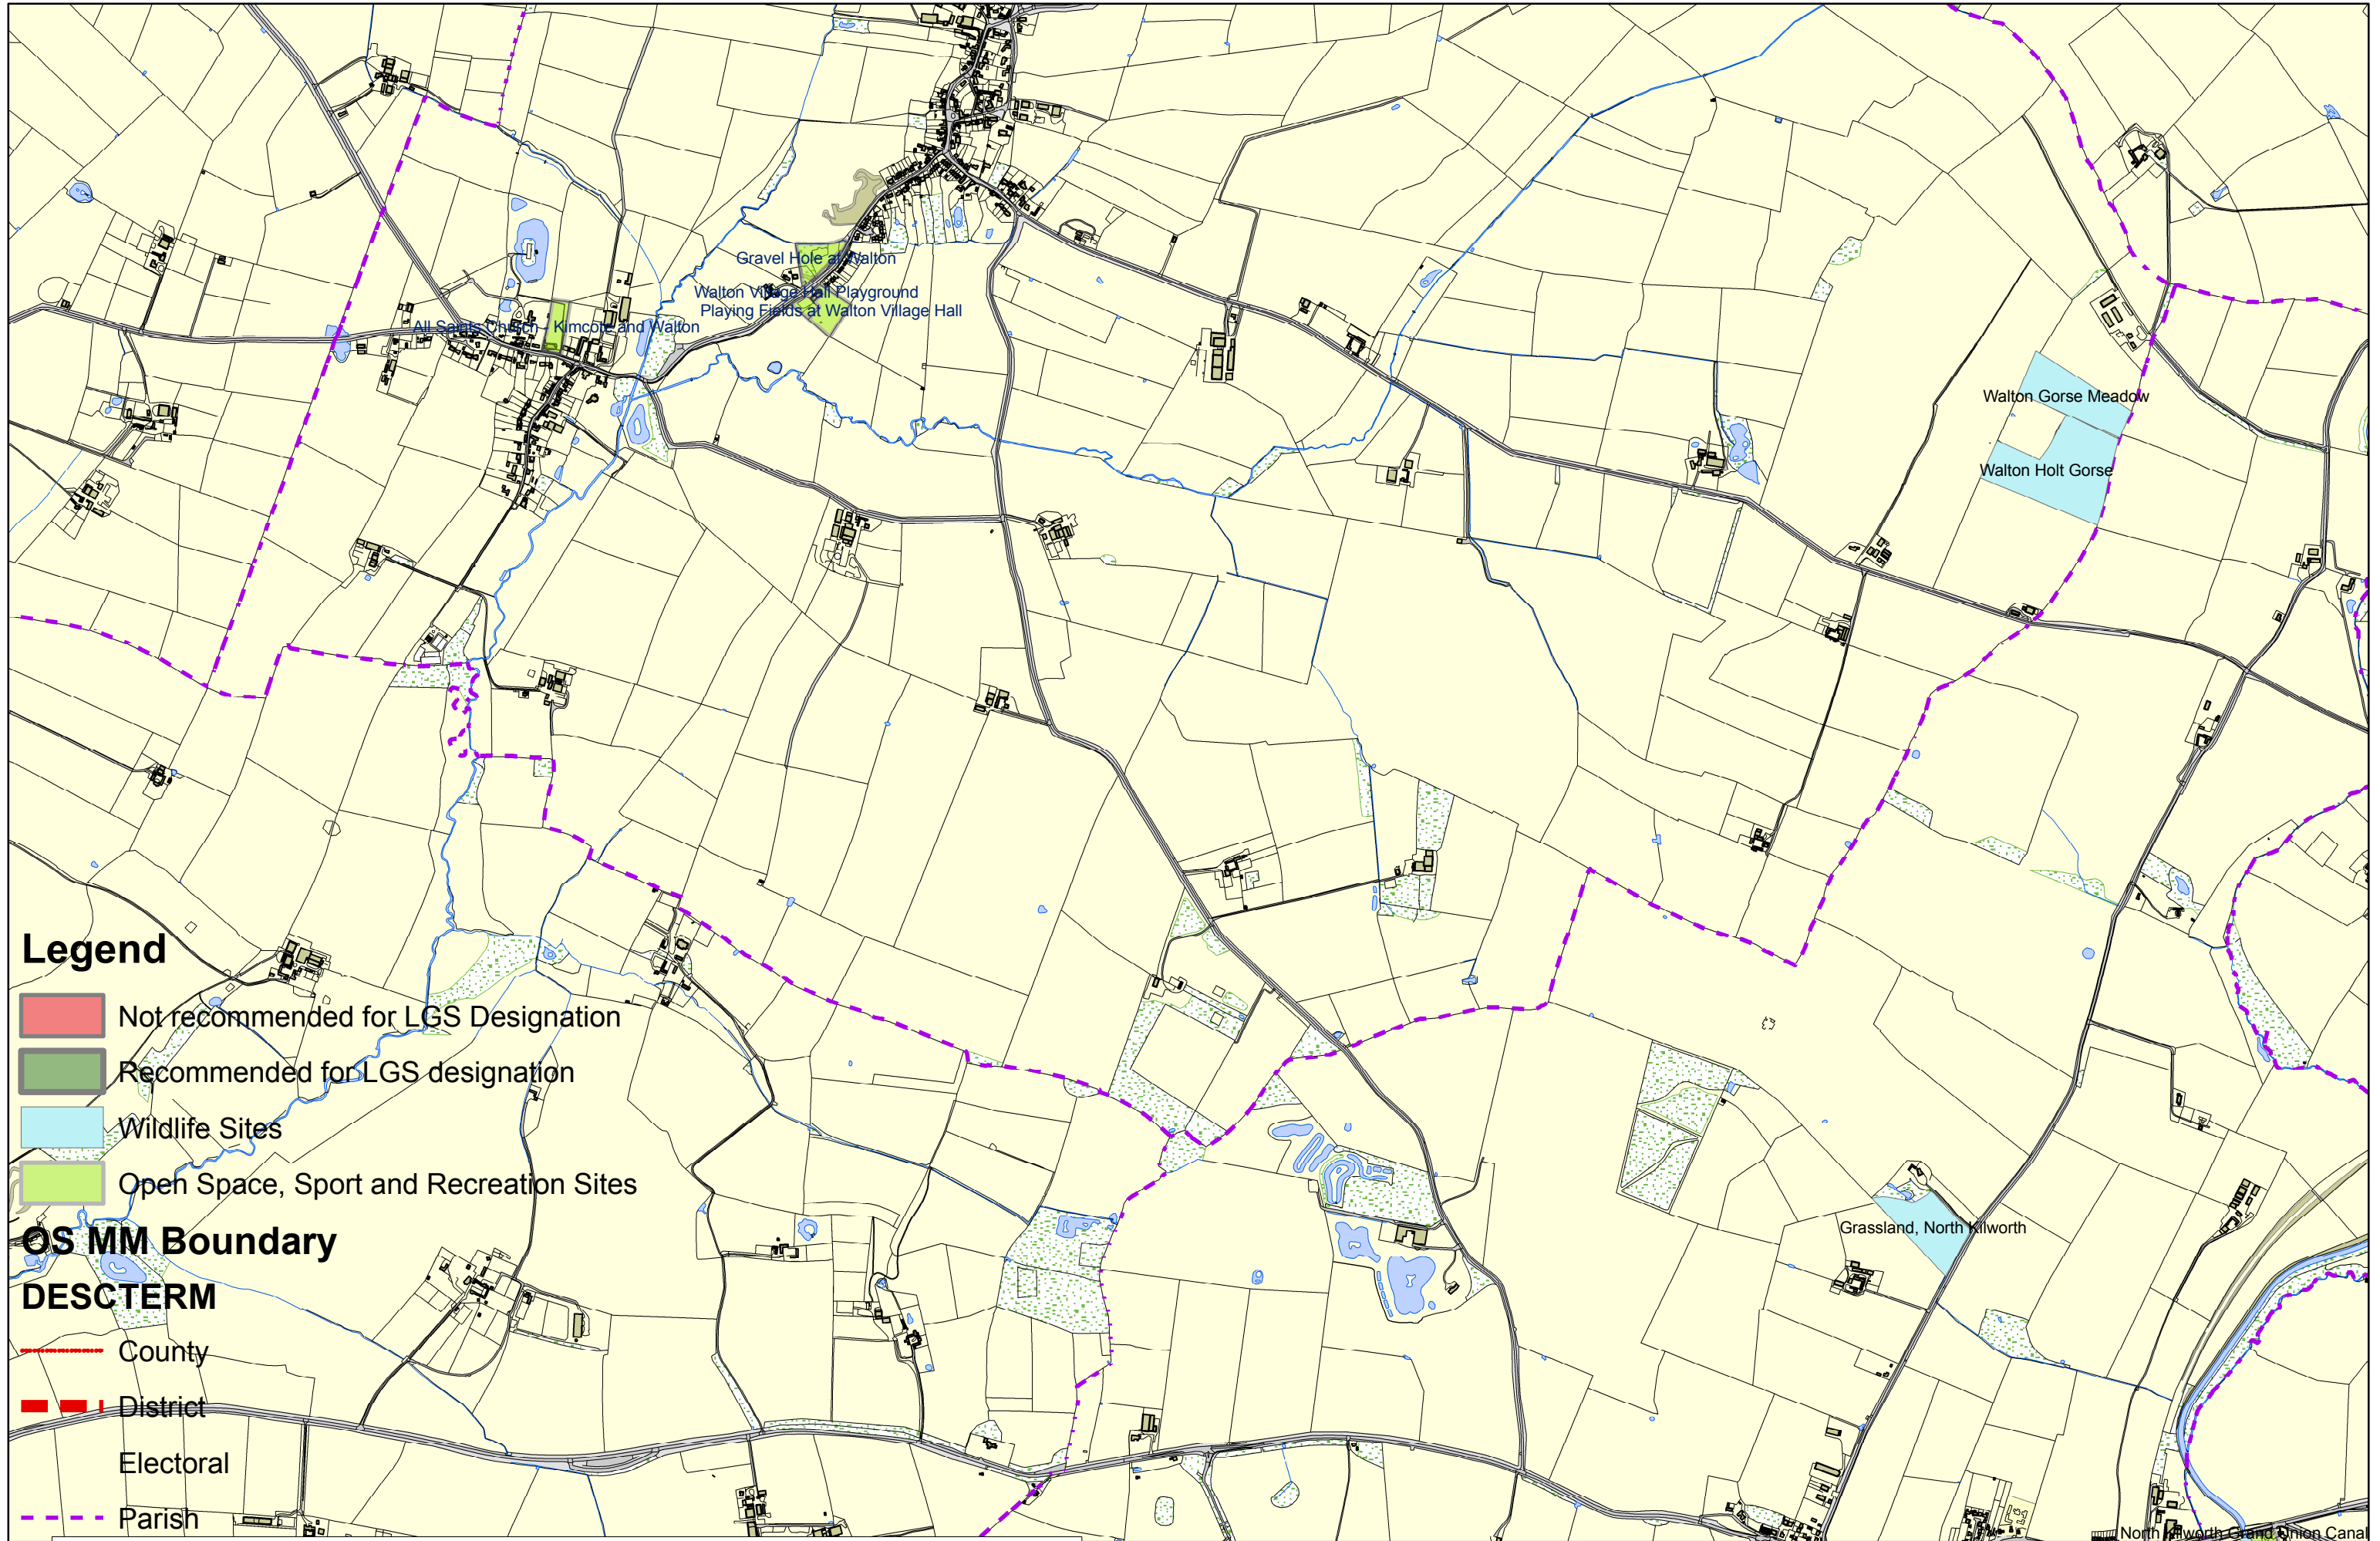 Gravel Hole at Walton
Walton Village Hall Playground
Playing Fields at Walton Village Hall
All Saints Church - Kimcote and Walton
Walton Gorse Meadow
Walton Holt Gorse
Grassland, North Kilworth
North Kilworth Grand Union Canal
Legend
Not recommended for LGS Designation
Recommended for LGS designation
Wildlife Sites
Open Space, Sport and Recreation Sites
OS MM Boundary
DESCTERM
County
District
Electoral
Parish